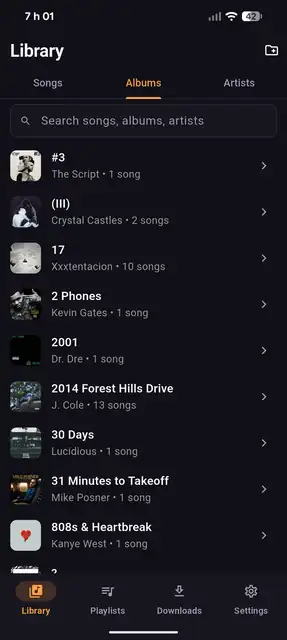 7 h 01
42
Library
Songs
Albums
Artists
Search songs, albums, artists
#3
The Script • 1 song
(III)
Crystal Castles • 2 songs
17
Xxxtentacion • 10 songs
2 Phones
Kevin Gates • 1 song
2001
Dr. Dre • 1 song
2014 Forest Hills Drive
J. Cole • 13 songs
30 Days
Lucidious • 1 song
31 Minutes to Takeoff
Mike Posner • 1 song
808s & Heartbreak
Kanye West • 1 song
Library
Playlists
Downloads
Settings